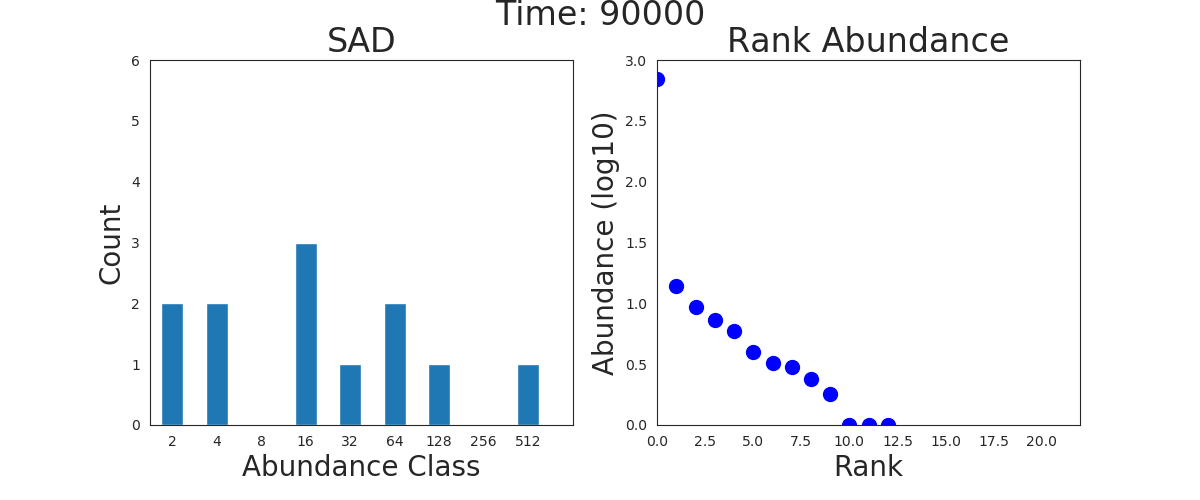 Time: 90000
SAD
Rank Abundance
6
5
4
3
2
1
0
Count
2 4 8 16 32 64 128 256 512
Abundance Class
3.0
2.5
2.0
1.5
1.0
0.5
0.0
Abundance (log10)
0.0 2.5 5.0 7.5 10.0 12.5 15.0 17.5 20.0
Rank